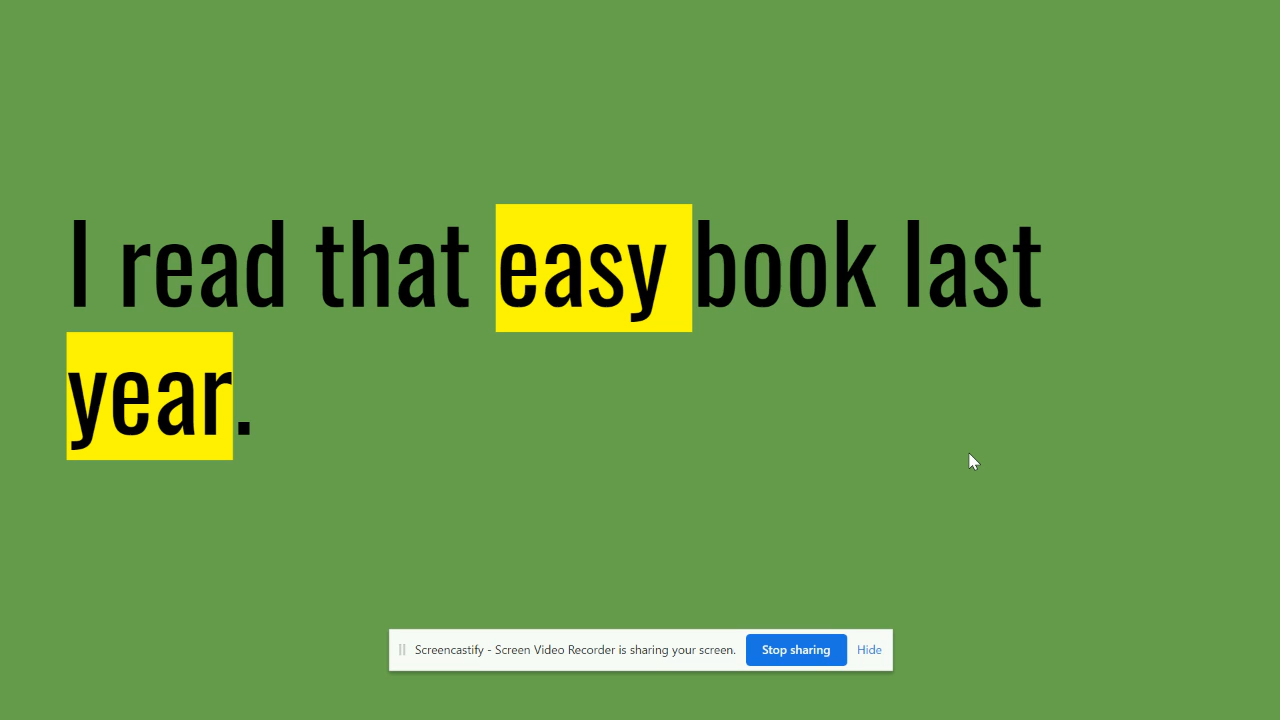 I read that easy book last
year.
Screencastify - Screen Video Recorder is sharing your screen. Stop sharing Hide